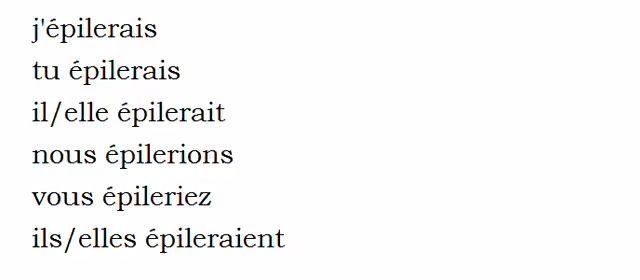 j'épilerais
tu épilerais
il/elle épilerait
nous épilerions
vous épileriez
ils/elles épileraient